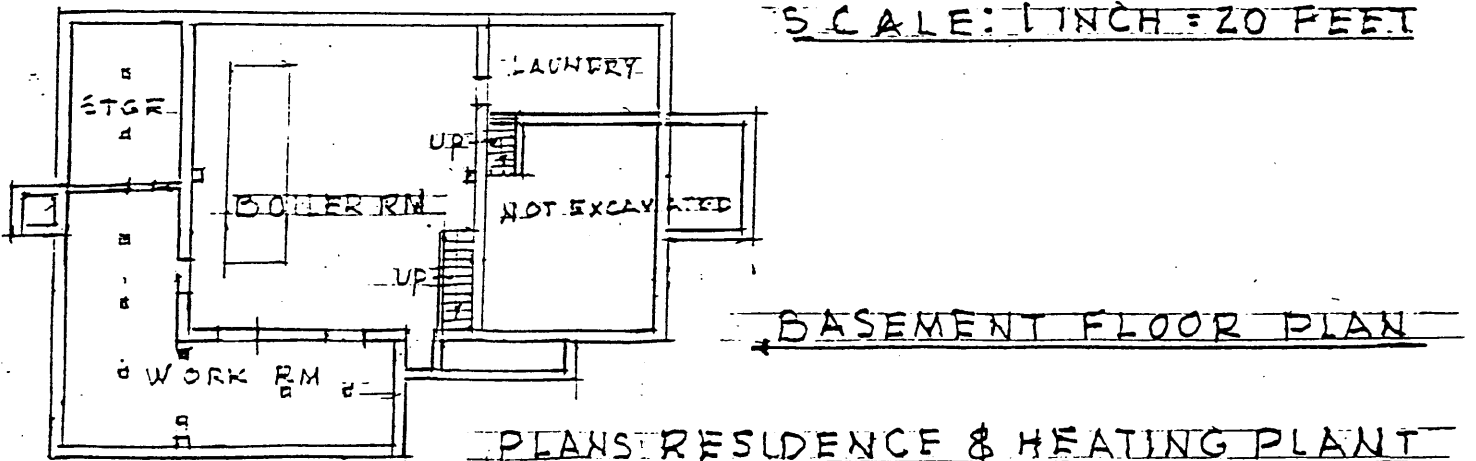 SCALE: 1 INCH = 20 FEET
LAUNDRY
STGE
UP
BOILER RM
NOT EXCAVATED
UP
BASEMENT FLOOR PLAN
WORK RM
PLANS: RESIDENCE & HEATING PLANT